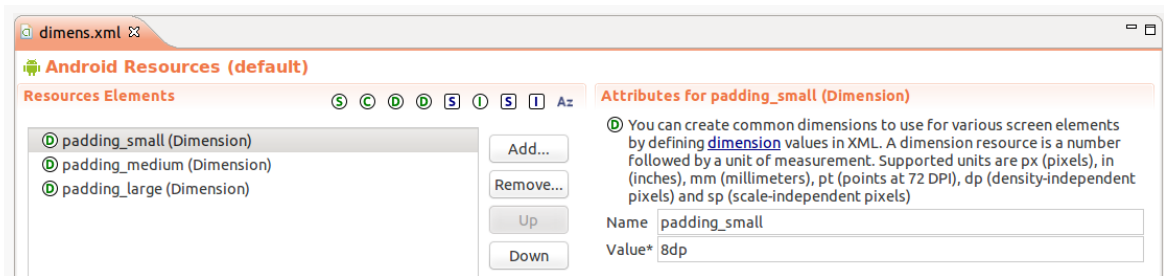 dimens.xml
Android Resources (default)
Resources Elements
S C D D S I S I Az
D padding_small (Dimension)
D padding_medium (Dimension)
D padding_large (Dimension)
Add...
Remove...
Up
Down
Attributes for padding_small (Dimension)
D You can create common dimensions to use for various screen elements
by defining dimension values in XML. A dimension resource is a number
followed by a unit of measurement. Supported units are px (pixels), in
(inches), mm (millimeters), pt (points at 72 DPI), dp (density-independent
pixels) and sp (scale-independent pixels)
Name padding_small
Value* 8dp